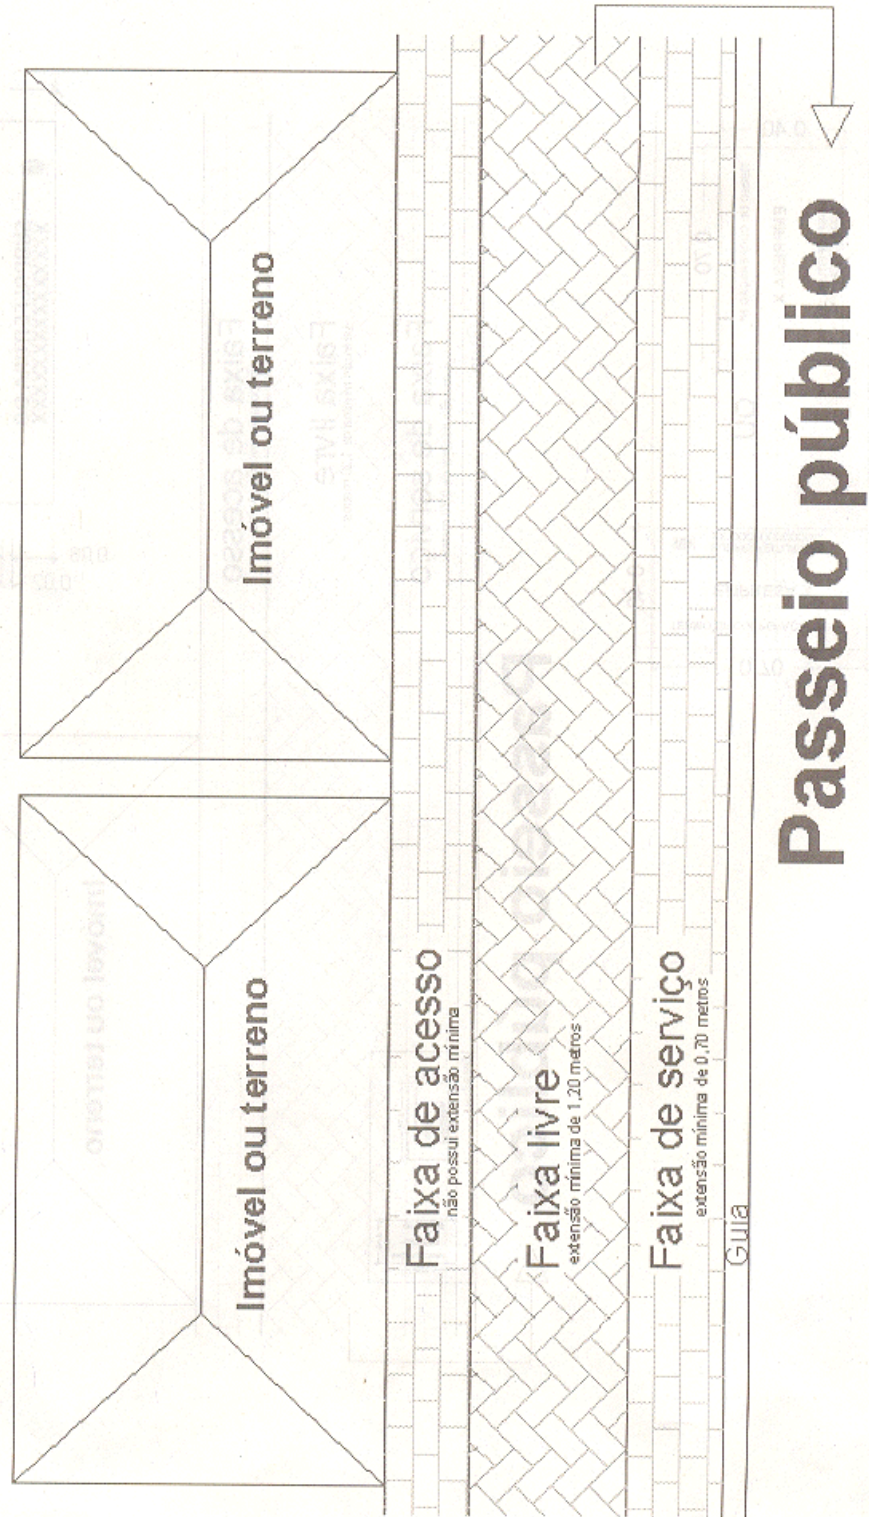 Imóvel ou terreno
Imóvel ou terreno
Faixa de acesso
não possui extensão mínima
Faixa livre
extensão mínima de 1,20 metros
Faixa de serviço
extensão mínima de 0,70 metros
Guia
Passeio público